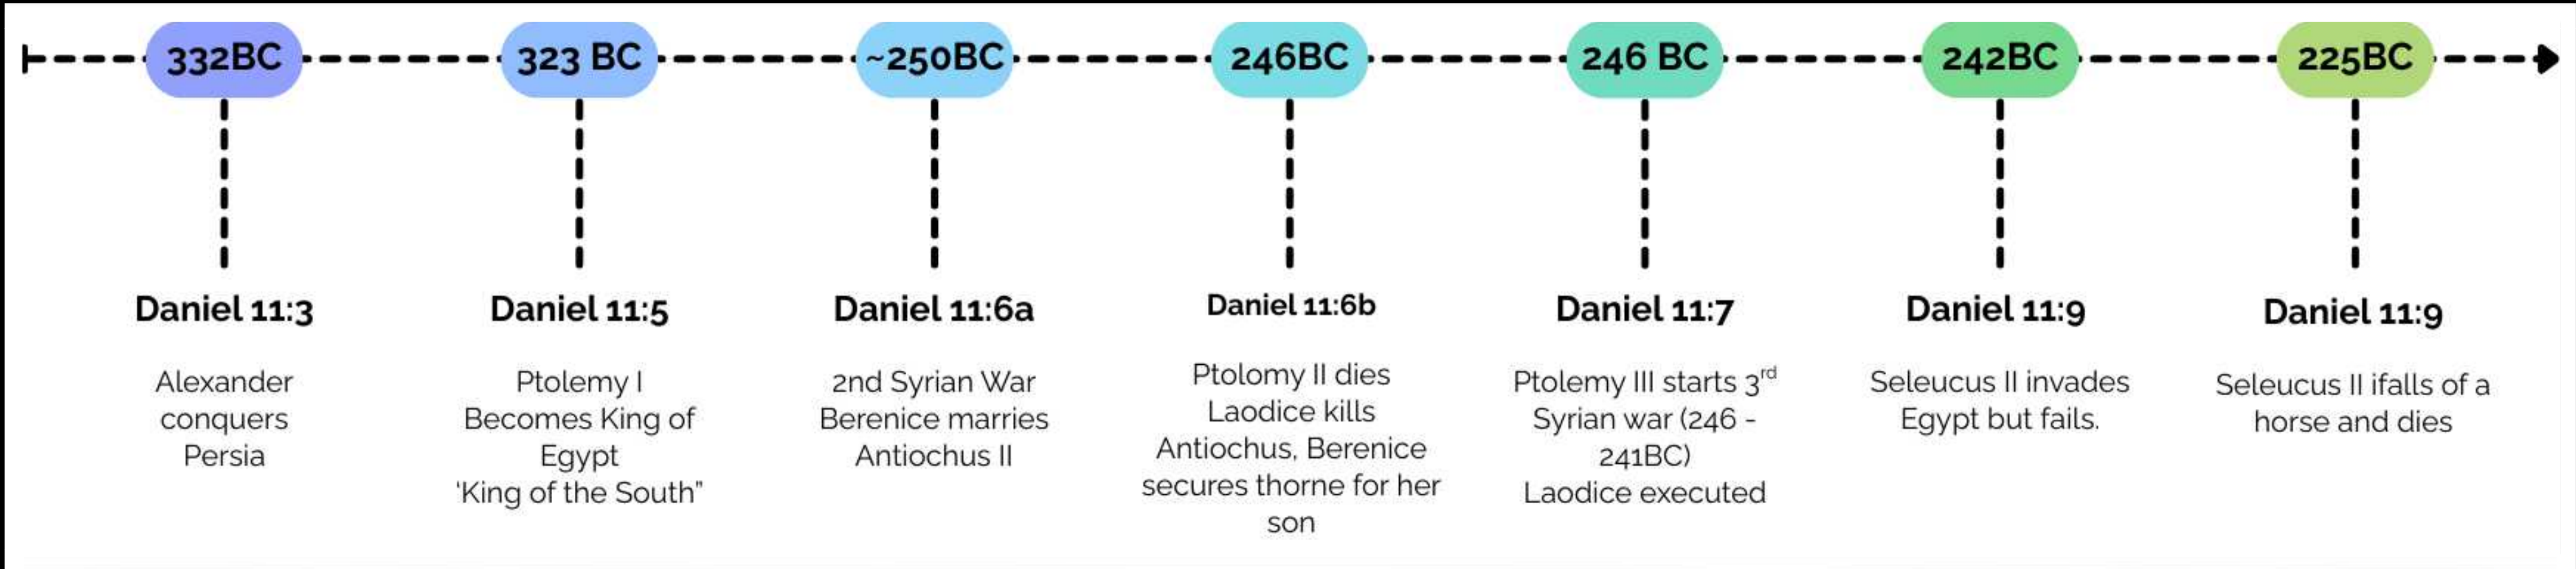 332BC
323 BC
~250BC
246BC
246 BC
242BC
225BC
Daniel 11:3
Alexander
conquers
Persia
Daniel 11:5
Ptolemy I
Becomes King of
Egypt
'King of the South"
Daniel 11:6a
2nd Syrian War
Berenice marries
Antiochus II
Daniel 11:6b
Ptolomy II dies
Laodice kills
Antiochus, Berenice
secures thorne for her
son
Daniel 11:7
Ptolemy III starts 3rd
Syrian war (246 -
241BC)
Laodice executed
Daniel 11:9
Seleucus II invades
Egypt but fails.
Daniel 11:9
Seleucus II ifalls of a
horse and dies